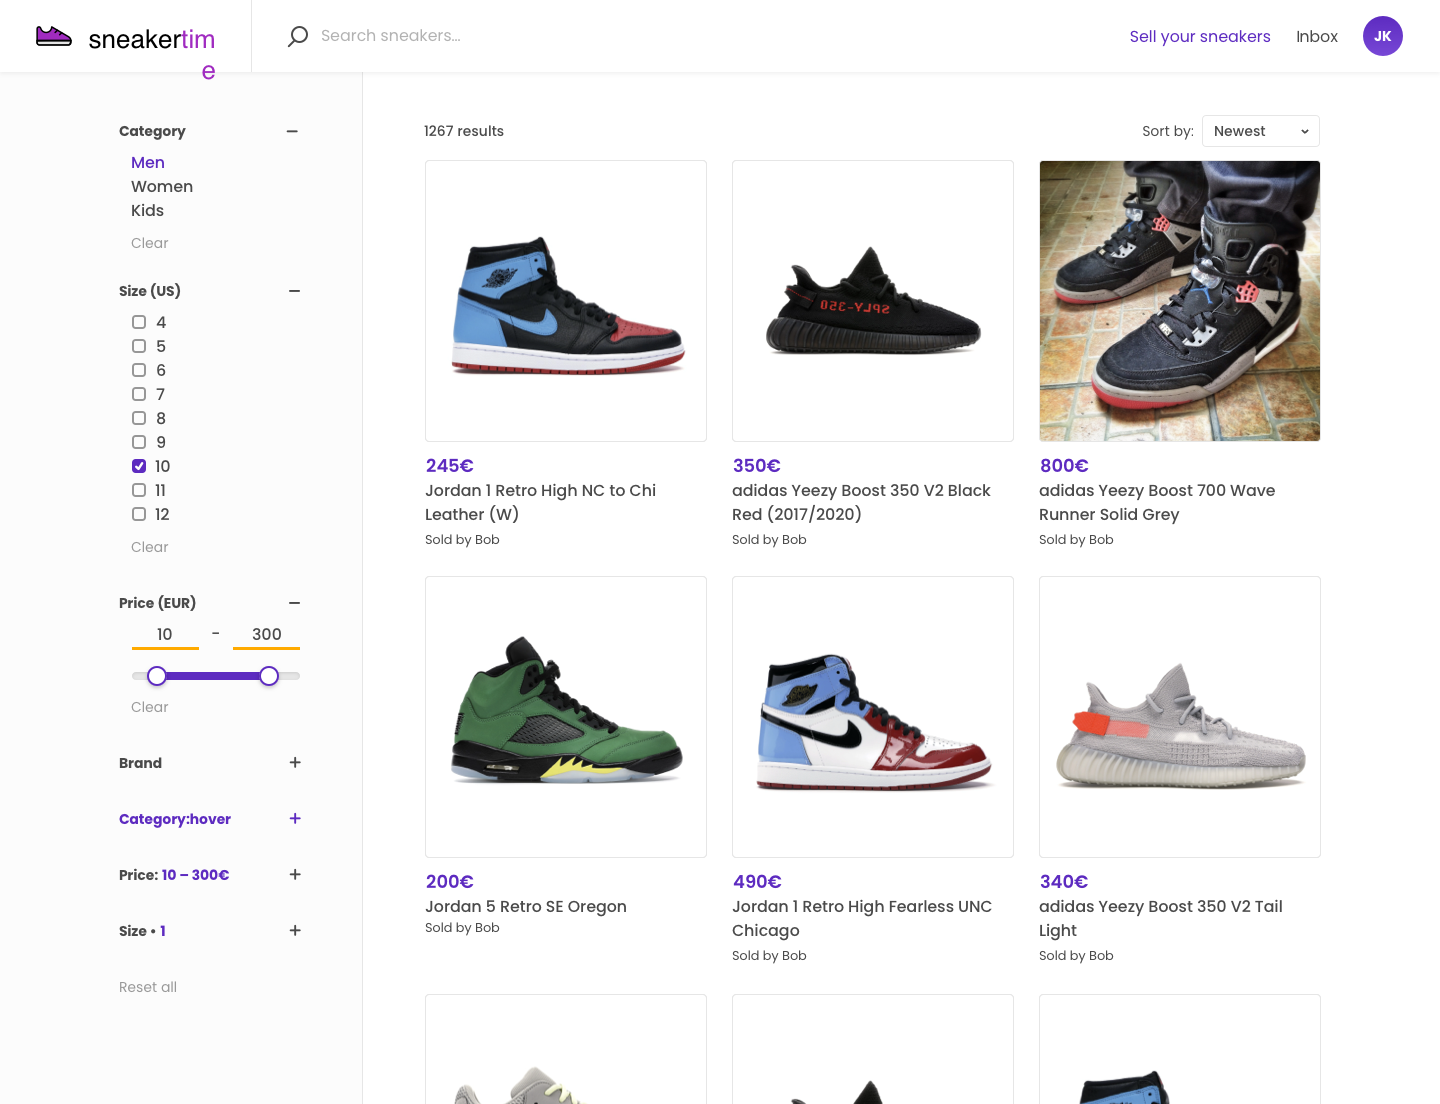 sneakertim
e
Search sneakers...
Sell your sneakers
Inbox
JK
Category
Men
Women
Kids
Clear
Size (US)
4
5
6
7
8
9
10
11
12
Clear
Price (EUR)
10 - 300
Clear
Brand
Category:hover
Price: 10 – 300€
Size • 1
Reset all
1267 results
Sort by: Newest
SPLY-350
245€
Jordan 1 Retro High NC to Chi
Leather (W)
Sold by Bob
350€
adidas Yeezy Boost 350 V2 Black
Red (2017/2020)
Sold by Bob
800€
adidas Yeezy Boost 700 Wave
Runner Solid Grey
Sold by Bob
200€
Jordan 5 Retro SE Oregon
Sold by Bob
490€
Jordan 1 Retro High Fearless UNC
Chicago
Sold by Bob
340€
adidas Yeezy Boost 350 V2 Tail
Light
Sold by Bob